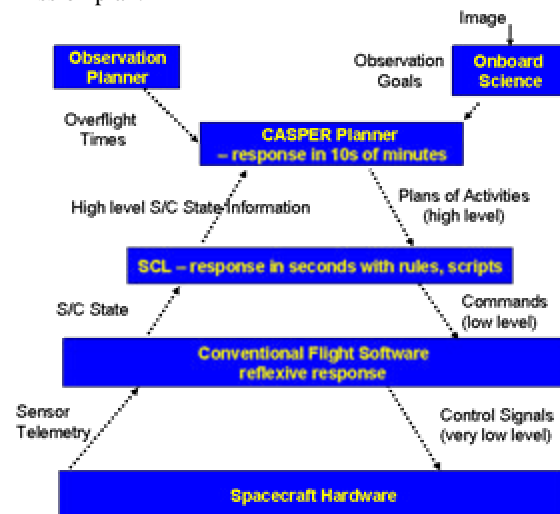 Image
Observation
Planner
Observation
Goals
Onboard
Science
Overflight
Times
CASPER Planner
– response in 10s of minutes
High level S/C State Information
Plans of Activities
(high level)
SCL – response in seconds with rules, scripts
S/C State
Commands
(low level)
Conventional Flight Software
reflexive response
Sensor
Telemetry
Control Signals
(very low level)
Spacecraft Hardware